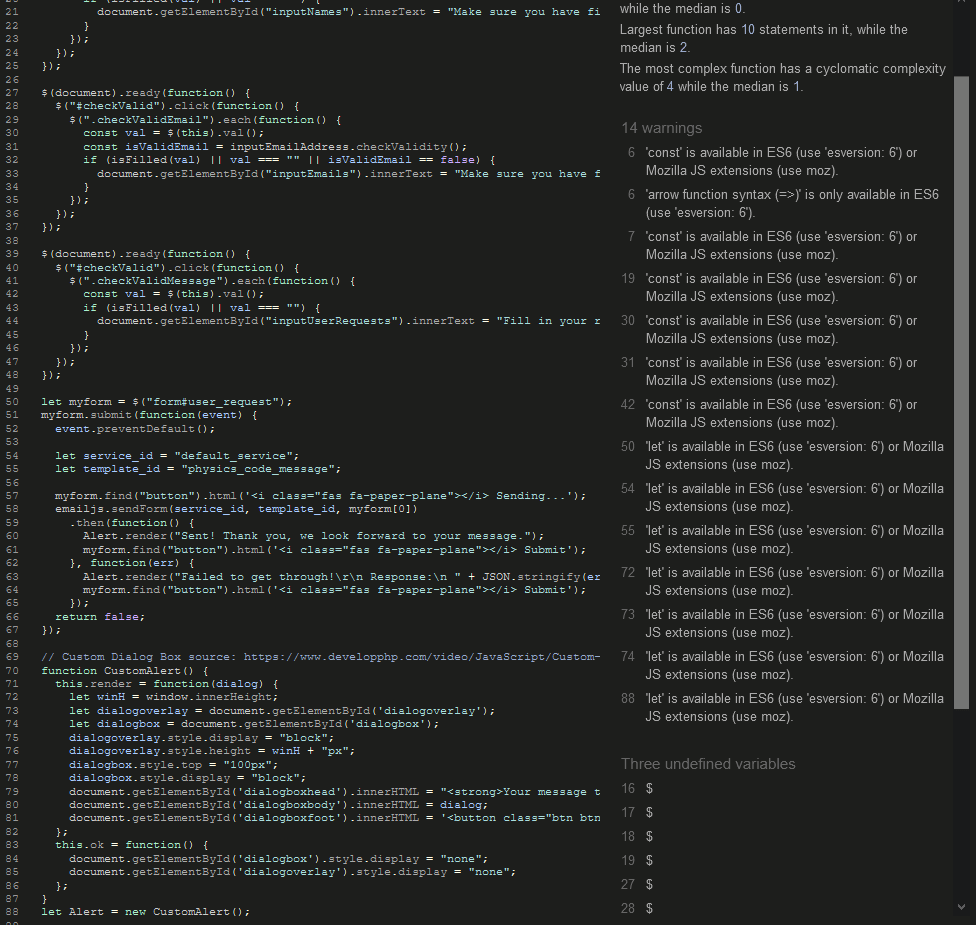 21 document.getElementById("inputNames").innerText = "Make sure you have fi
22 }
23 });
24 });
25 });
26
27 $(document).ready(function() {
28 $("#checkValid").click(function() {
29 $(".checkValidEmail").each(function() {
30 const val = $(this).val();
31 const isValidEmail = inputEmailAddress.checkValidity();
32 if (isFilled(val) || val === "" || isValidEmail == false) {
33 document.getElementById("inputEmails").innerText = "Make sure you have f
34 }
35 });
36 });
37 });
38
39 $(document).ready(function() {
40 $("#checkValid").click(function() {
41 $(".checkValidMessage").each(function() {
42 const val = $(this).val();
43 if (isFilled(val) || val === "") {
44 document.getElementById("inputUserRequests").innerText = "Fill in your r
45 }
46 });
47 });
48 });
49
50 let myform = $("form#user_request");
51 myform.submit(function(event) {
52 event.preventDefault();
53
54 let service_id = "default_service";
55 let template_id = "physics_code_message";
56
57 myform.find("button").html('<i class="fas fa-paper-plane"></i> Sending...');
58 emailjs.sendForm(service_id, template_id, myform[0])
59 .then(function() {
60 Alert.render("Sent! Thank you, we look forward to your message.");
61 myform.find("button").html('<i class="fas fa-paper-plane"></i> Submit');
62 }, function(err) {
63 Alert.render("Failed to get through!\r\n Response:\n " + JSON.stringify(er
64 myform.find("button").html('<i class="fas fa-paper-plane"></i> Submit');
65 });
66 return false;
67 });
68
69 // Custom Dialog Box source: https://www.developphp.com/video/JavaScript/Custom-
70 function CustomAlert() {
71 this.render = function(dialog) {
72 let winH = window.innerHeight;
73 let dialogoverlay = document.getElementById('dialogoverlay');
74 let dialogbox = document.getElementById('dialogbox');
75 dialogoverlay.style.display = "block";
76 dialogoverlay.style.height = winH + "px";
77 dialogbox.style.top = "100px";
78 dialogbox.style.display = "block";
79 document.getElementById('dialogboxhead').innerHTML = "<strong>Your message t
80 document.getElementById('dialogboxbody').innerHTML = dialog;
81 document.getElementById('dialogboxfoot').innerHTML = '<button class="btn btn
82 };
83 this.ok = function() {
84 document.getElementById('dialogbox').style.display = "none";
85 document.getElementById('dialogoverlay').style.display = "none";
86 };
87 }
88 let Alert = new CustomAlert();
while the median is 0.
Largest function has 10 statements in it, while the
median is 2.
The most complex function has a cyclomatic complexity
value of 4 while the median is 1.
14 warnings
6 'const' is available in ES6 (use 'esversion: 6') or
Mozilla JS extensions (use moz).
6 'arrow function syntax (=>)' is only available in ES6
(use 'esversion: 6').
7 'const' is available in ES6 (use 'esversion: 6') or
Mozilla JS extensions (use moz).
19 'const' is available in ES6 (use 'esversion: 6') or
Mozilla JS extensions (use moz).
30 'const' is available in ES6 (use 'esversion: 6') or
Mozilla JS extensions (use moz).
31 'const' is available in ES6 (use 'esversion: 6') or
Mozilla JS extensions (use moz).
42 'const' is available in ES6 (use 'esversion: 6') or
Mozilla JS extensions (use moz).
50 'let' is available in ES6 (use 'esversion: 6') or Mozilla
JS extensions (use moz).
54 'let' is available in ES6 (use 'esversion: 6') or Mozilla
JS extensions (use moz).
55 'let' is available in ES6 (use 'esversion: 6') or Mozilla
JS extensions (use moz).
72 'let' is available in ES6 (use 'esversion: 6') or Mozilla
JS extensions (use moz).
73 'let' is available in ES6 (use 'esversion: 6') or Mozilla
JS extensions (use moz).
74 'let' is available in ES6 (use 'esversion: 6') or Mozilla
JS extensions (use moz).
88 'let' is available in ES6 (use 'esversion: 6') or Mozilla
JS extensions (use moz).
Three undefined variables
16 $
17 $
18 $
19 $
27 $
28 $